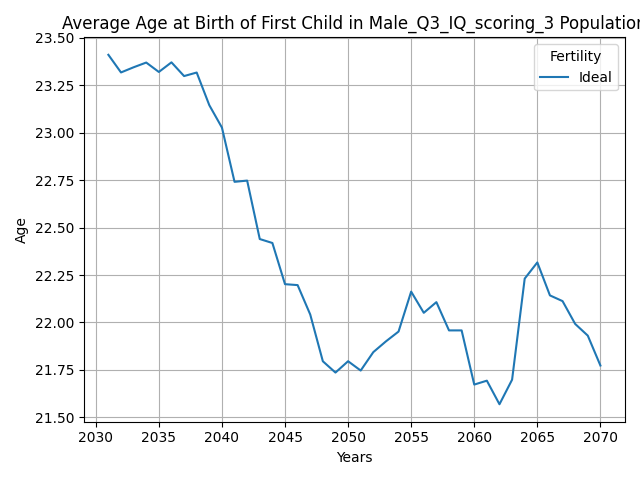 Average Age at Birth of First Child in Male_Q3_IQ_scoring_3 Population
Fertility
Ideal
23.50
23.25
23.00
22.75
22.50
22.25
22.00
21.75
21.50
Age
2030 2035 2040 2045 2050 2055 2060 2065 2070
Years